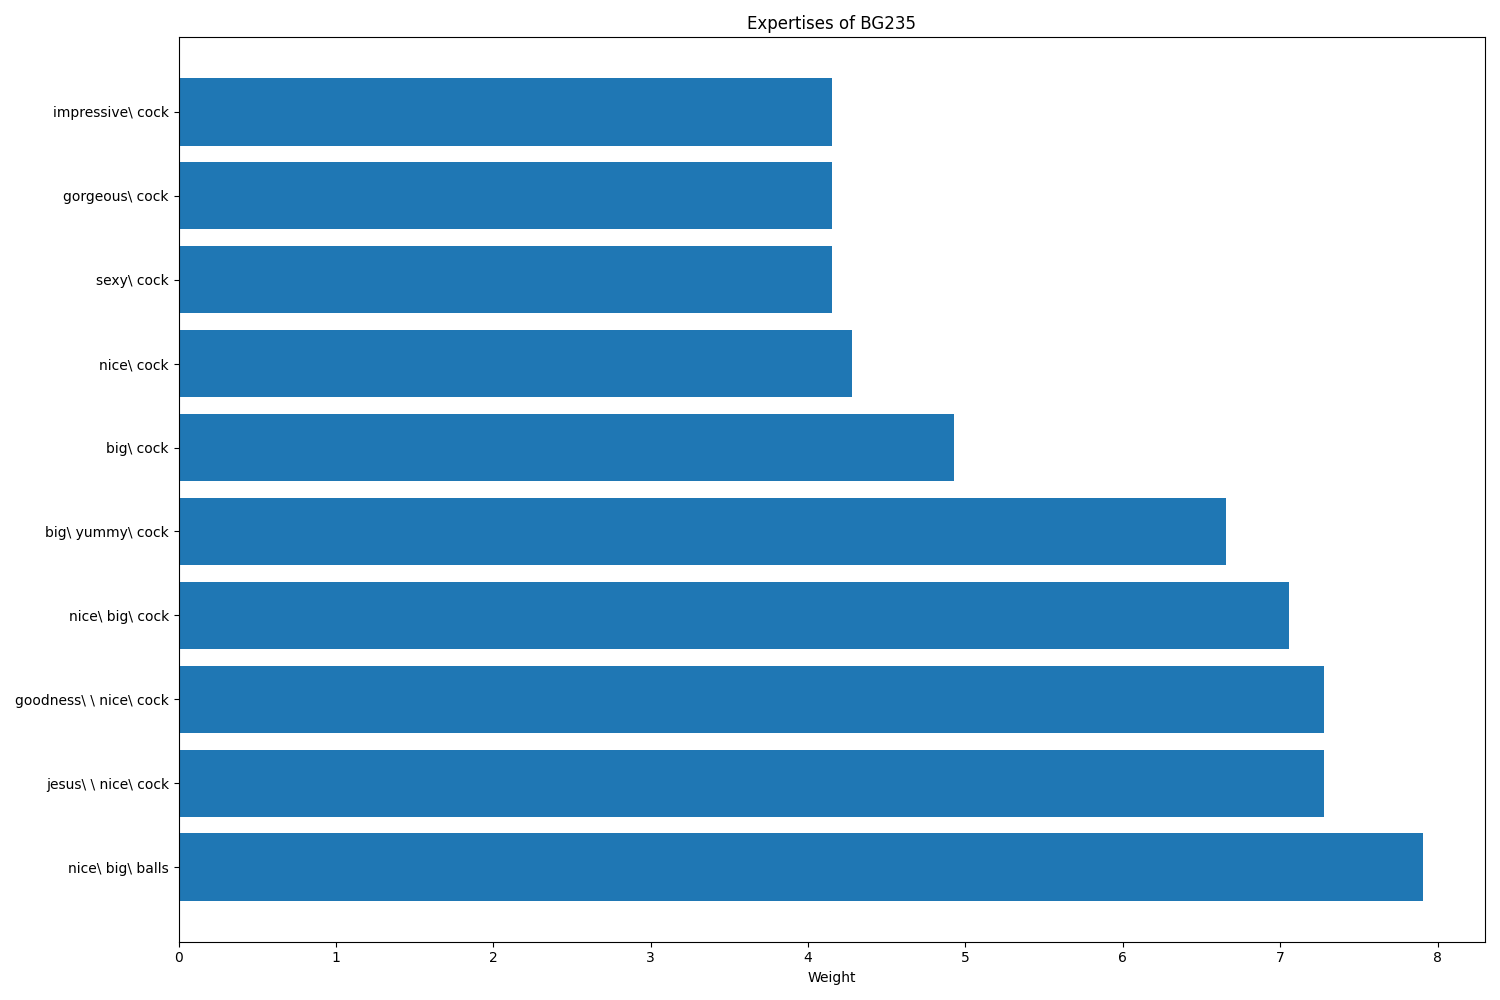 Expertises of BG235
impressive\ cock
gorgeous\ cock
sexy\ cock
nice\ cock
big\ cock
big\ yummy\ cock
nice\ big\ cock
goodness\ \ nice\ cock
jesus\ \ nice\ cock
nice\ big\ balls
0 1 2 3 4 5 6 7 8
Weight